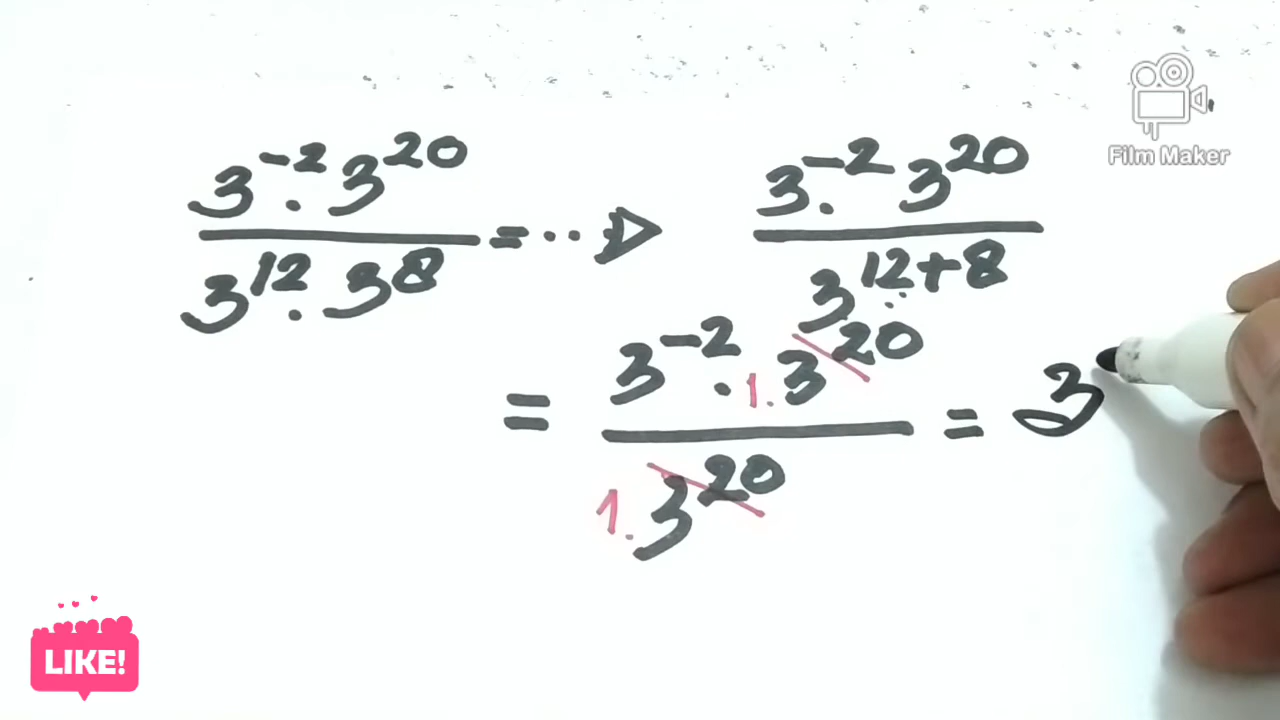 Film Maker
3⁻² · 3²⁰
3¹² · 3⁸
= ··
3⁻² · 3²⁰
3¹²⁺⁸
= 3⁻² · 1. 3²⁰
1. 3²⁰
= 3
LIKE!